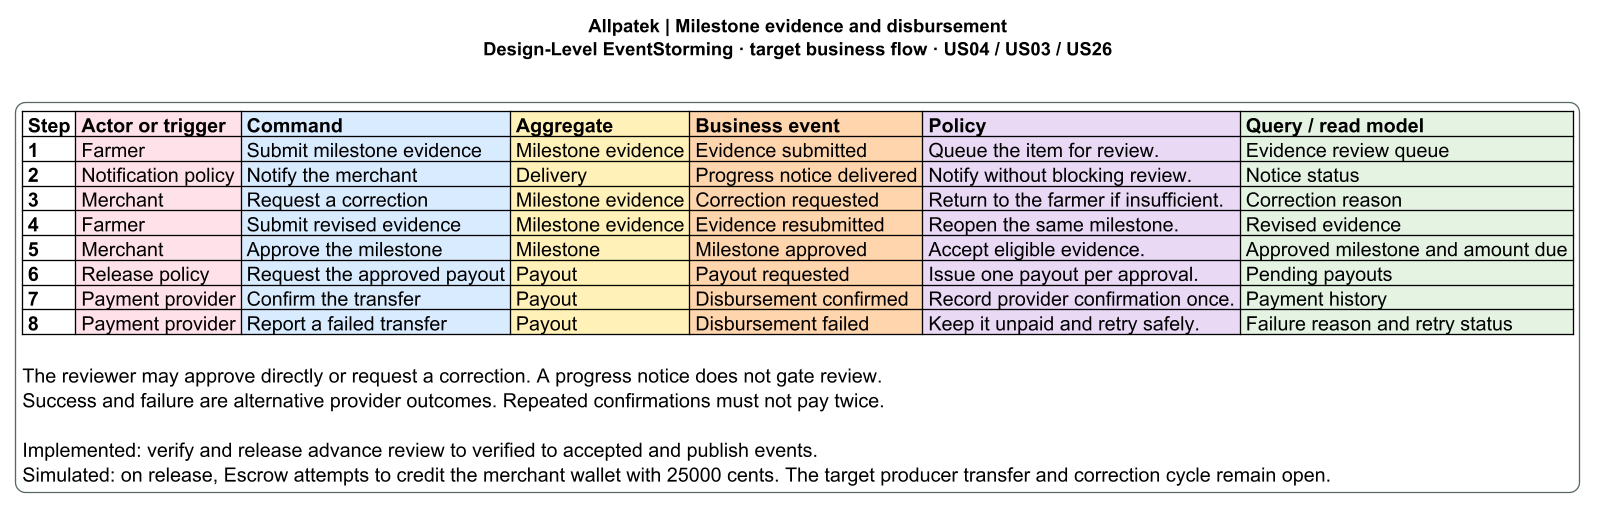 Allpatek | Milestone evidence and disbursement
Design-Level EventStorming · target business flow · US04 / US03 / US26
Step Actor or trigger Command Aggregate Business event Policy Query / read model
1 Farmer Submit milestone evidence Milestone evidence Evidence submitted Queue the item for review. Evidence review queue
2 Notification policy Notify the merchant Delivery Progress notice delivered Notify without blocking review. Notice status
3 Merchant Request a correction Milestone evidence Correction requested Return to the farmer if insufficient. Correction reason
4 Farmer Submit revised evidence Milestone evidence Evidence resubmitted Reopen the same milestone. Revised evidence
5 Merchant Approve the milestone Milestone Milestone approved Accept eligible evidence. Approved milestone and amount due
6 Release policy Request the approved payout Payout Payout requested Issue one payout per approval. Pending payouts
7 Payment provider Confirm the transfer Payout Disbursement confirmed Record provider confirmation once. Payment history
8 Payment provider Report a failed transfer Payout Disbursement failed Keep it unpaid and retry safely. Failure reason and retry status
The reviewer may approve directly or request a correction. A progress notice does not gate review.
Success and failure are alternative provider outcomes. Repeated confirmations must not pay twice.
Implemented: verify and release advance review to verified to accepted and publish events.
Simulated: on release, Escrow attempts to credit the merchant wallet with 25000 cents. The target producer transfer and correction cycle remain open.